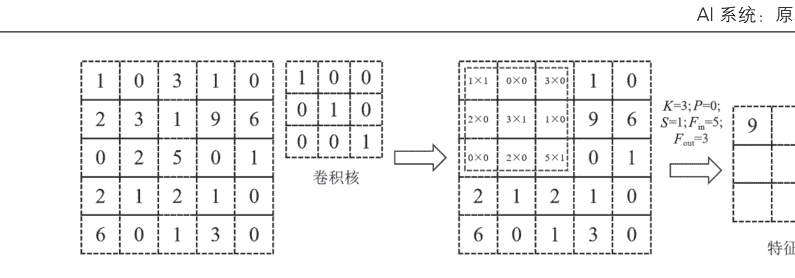 AI 系统：原
1 0 3 1 0
2 3 1 9 6
0 2 5 0 1
2 1 2 1 0
6 0 1 3 0
1 0 0
0 1 0
0 0 1
卷积核
1×1 0×0 3×0 1 0
2×0 3×1 1×0 9 6
0×0 2×0 5×1 0 1
2 1 2 1 0
6 0 1 3 0
K=3; P=0;
S=1; Fin=5;
Fout=3
9
特征